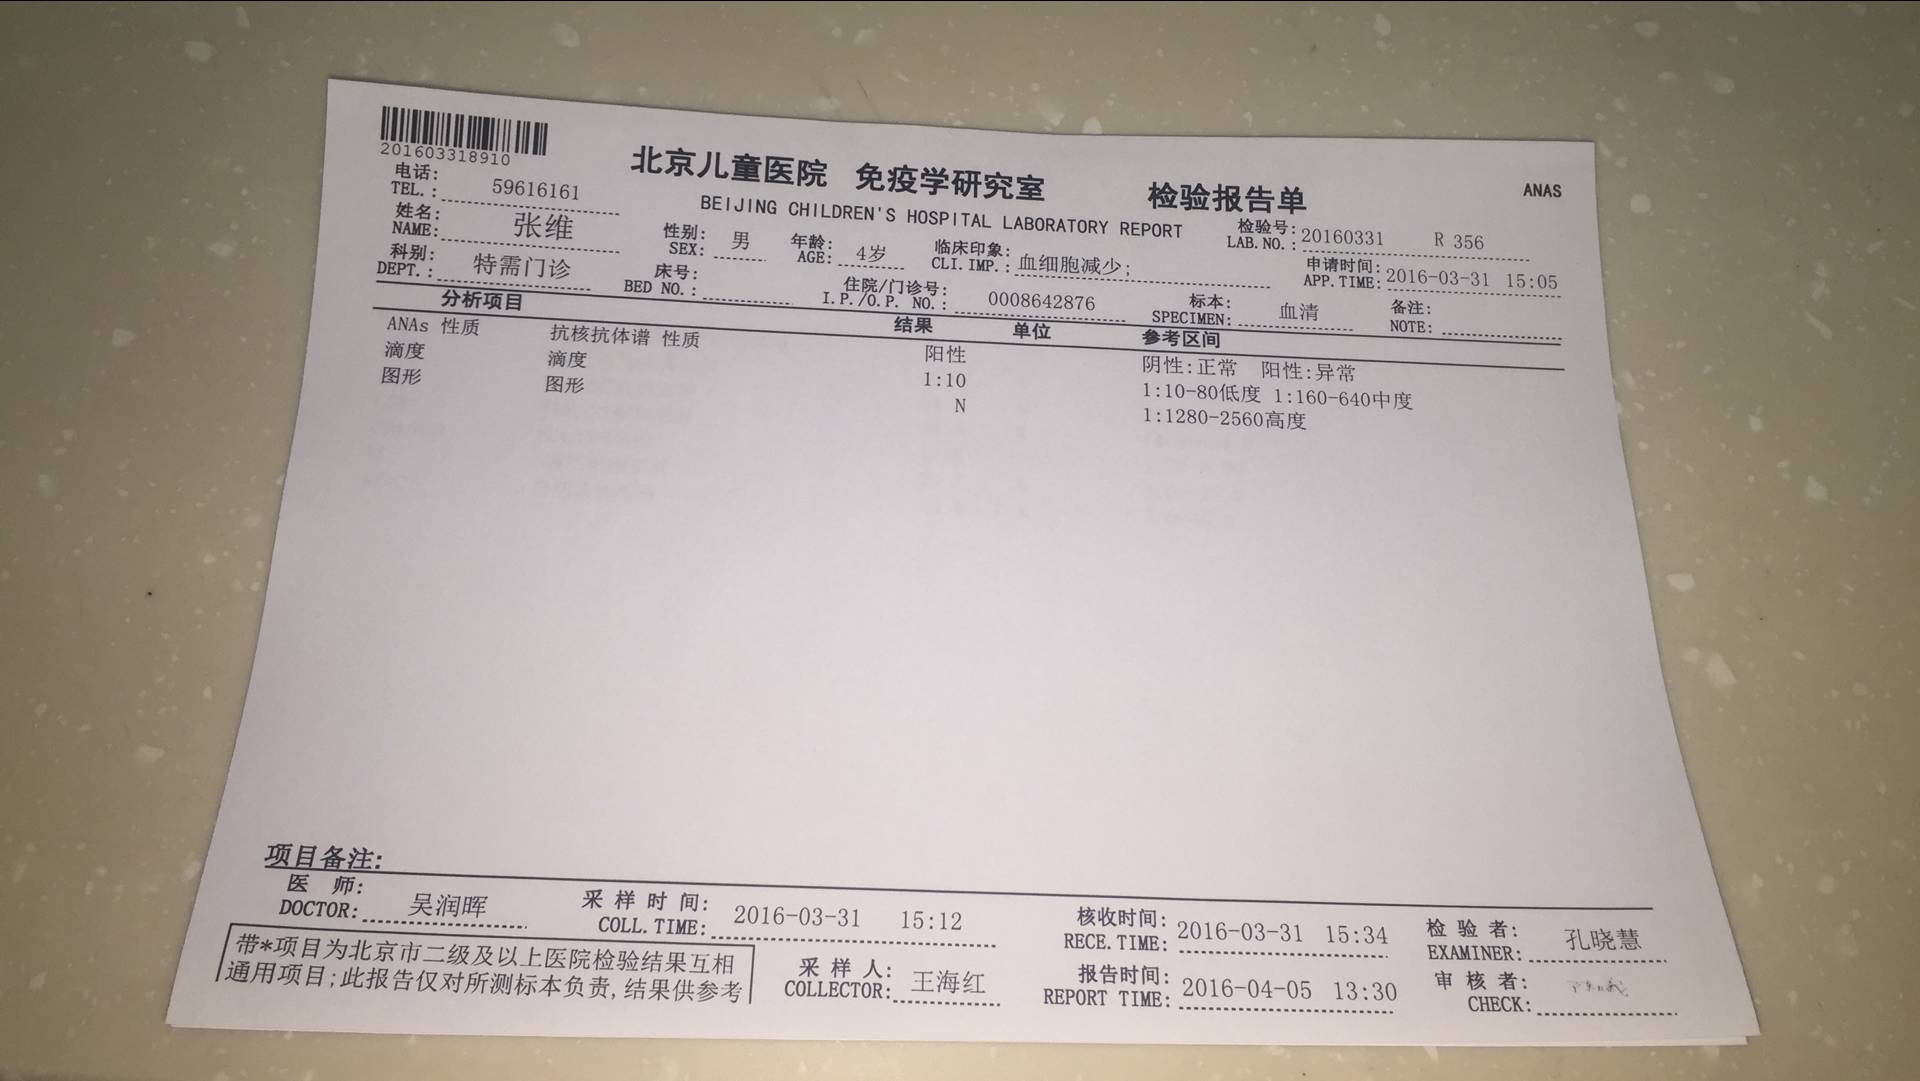 201603318910
北京儿童医院 免疫学研究室 检验报告单 ANAS
BEIJING CHILDREN'S HOSPITAL LABORATORY REPORT
电话:
TEL.: 59616161
姓名:
NAME: 张维
性别:
SEX: 男
年龄:
AGE: 4岁
临床印象:
CLI.IMP.: 血细胞减少;
检验号:
LAB.NO.: 20160331 R 356
科别:
DEPT.: 特需门诊
床号:
BED NO.:
住院/门诊号:
I.P./O.P. NO.: 0008642876
申请时间:
APP.TIME: 2016-03-31 15:05
标本:
SPECIMEN: 血清
备注:
NOTE:
分析项目 结果 单位 参考区间
ANAs 性质 抗核抗体谱 性质 阳性 阴性:正常 阳性:异常
滴度 滴度 1:10 1:10-80低度 1:160-640中度
图形 图形 N 1:1280-2560高度
项目备注:
医 师:
DOCTOR: 吴润晖
采样时间:
COLL.TIME: 2016-03-31 15:12
核收时间:
RECE.TIME: 2016-03-31 15:34
检 验 者:
EXAMINER: 孔晓慧
带*项目为北京市二级及以上医院检验结果互相
通用项目;此报告仅对所测标本负责,结果供参考
采 样 人:
COLLECTOR: 王海红
报告时间:
REPORT TIME: 2016-04-05 13:30
审 核 者:
CHECK: